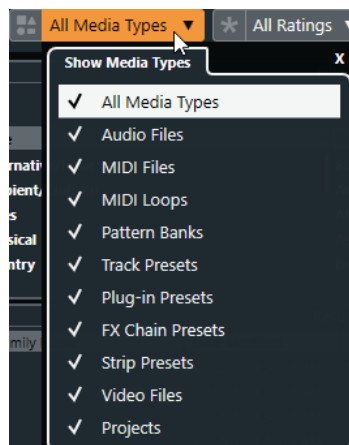 All Media Types ▼ All Ratings
Show Media Types X
✓ All Media Types
✓ Audio Files
✓ MIDI Files
✓ MIDI Loops
✓ Pattern Banks
✓ Track Presets
✓ Plug-in Presets
✓ FX Chain Presets
✓ Strip Presets
✓ Video Files
✓ Projects